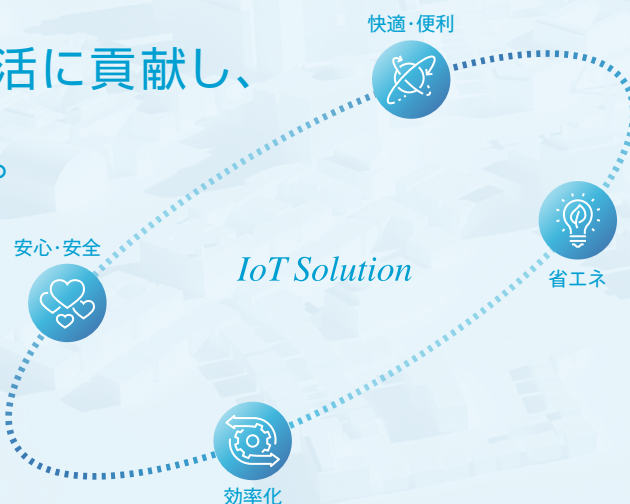 快適・便利
活に貢献し、
。
安心・安全
IoT Solution
省エネ
効率化